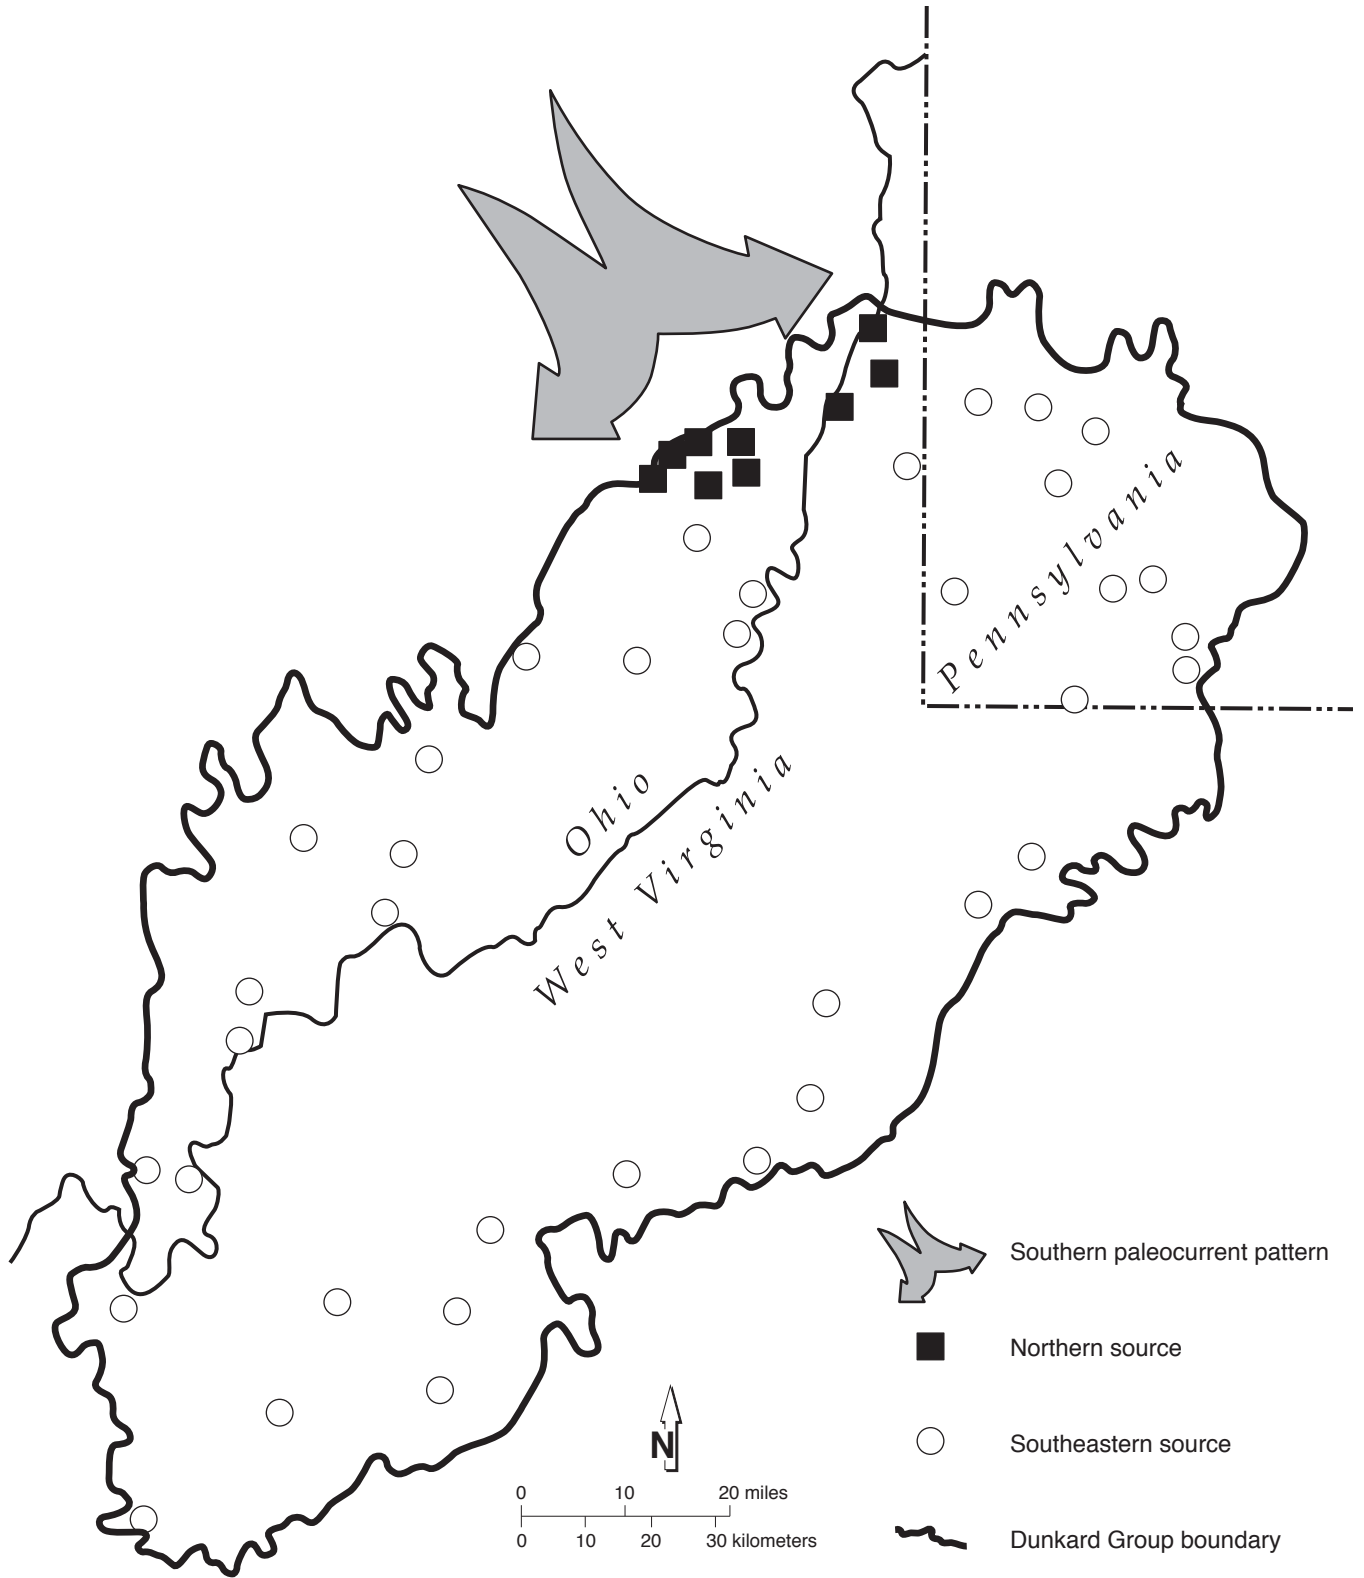 Pennsylvania
Ohio
West Virginia
Southern paleocurrent pattern
Northern source
Southeastern source
Dunkard Group boundary
N
0 10 20 miles
0 10 20 30 kilometers